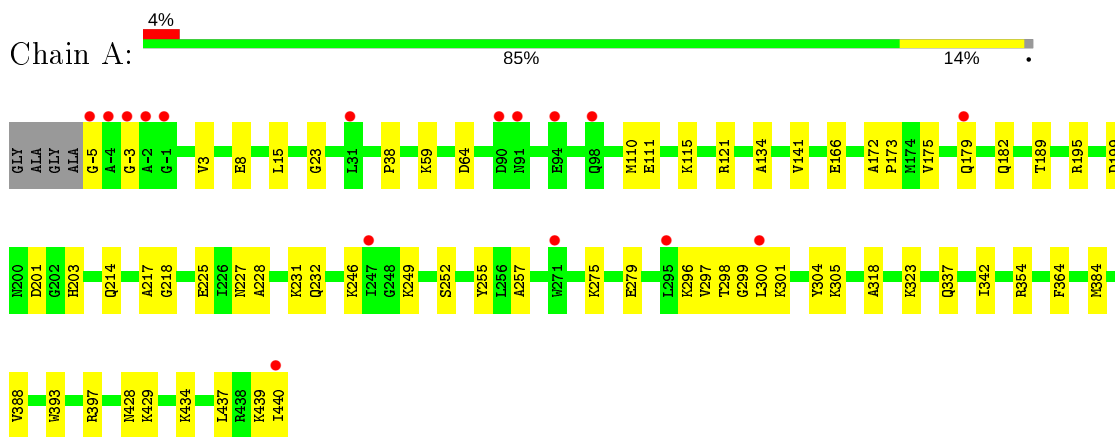 4%
Chain A:
85% 14% •
GLY ALA GLY ALA G-5 A-4 G-3 A-2 G-1 V3 E8 L15 G23 L31 P38 K59 D64 D90 N91 E94 Q98 M110 E111 K115 R121 A134 V141 E166 A172 P173 M174 V175 Q179 Q182 T189 R195 D199
N200 D201 G202 H203 Q214 A217 G218 E225 I226 N227 A228 K231 Q232 K246 I247 G248 K249 S252 Y255 L256 A257 W271 K275 E279 L295 K296 V297 T298 G299 L300 K301 Y304 K305 A318 K323 Q337 I342 R354 F364 M384
V388 W393 R397 N428 K429 K434 L437 R438 K439 I440